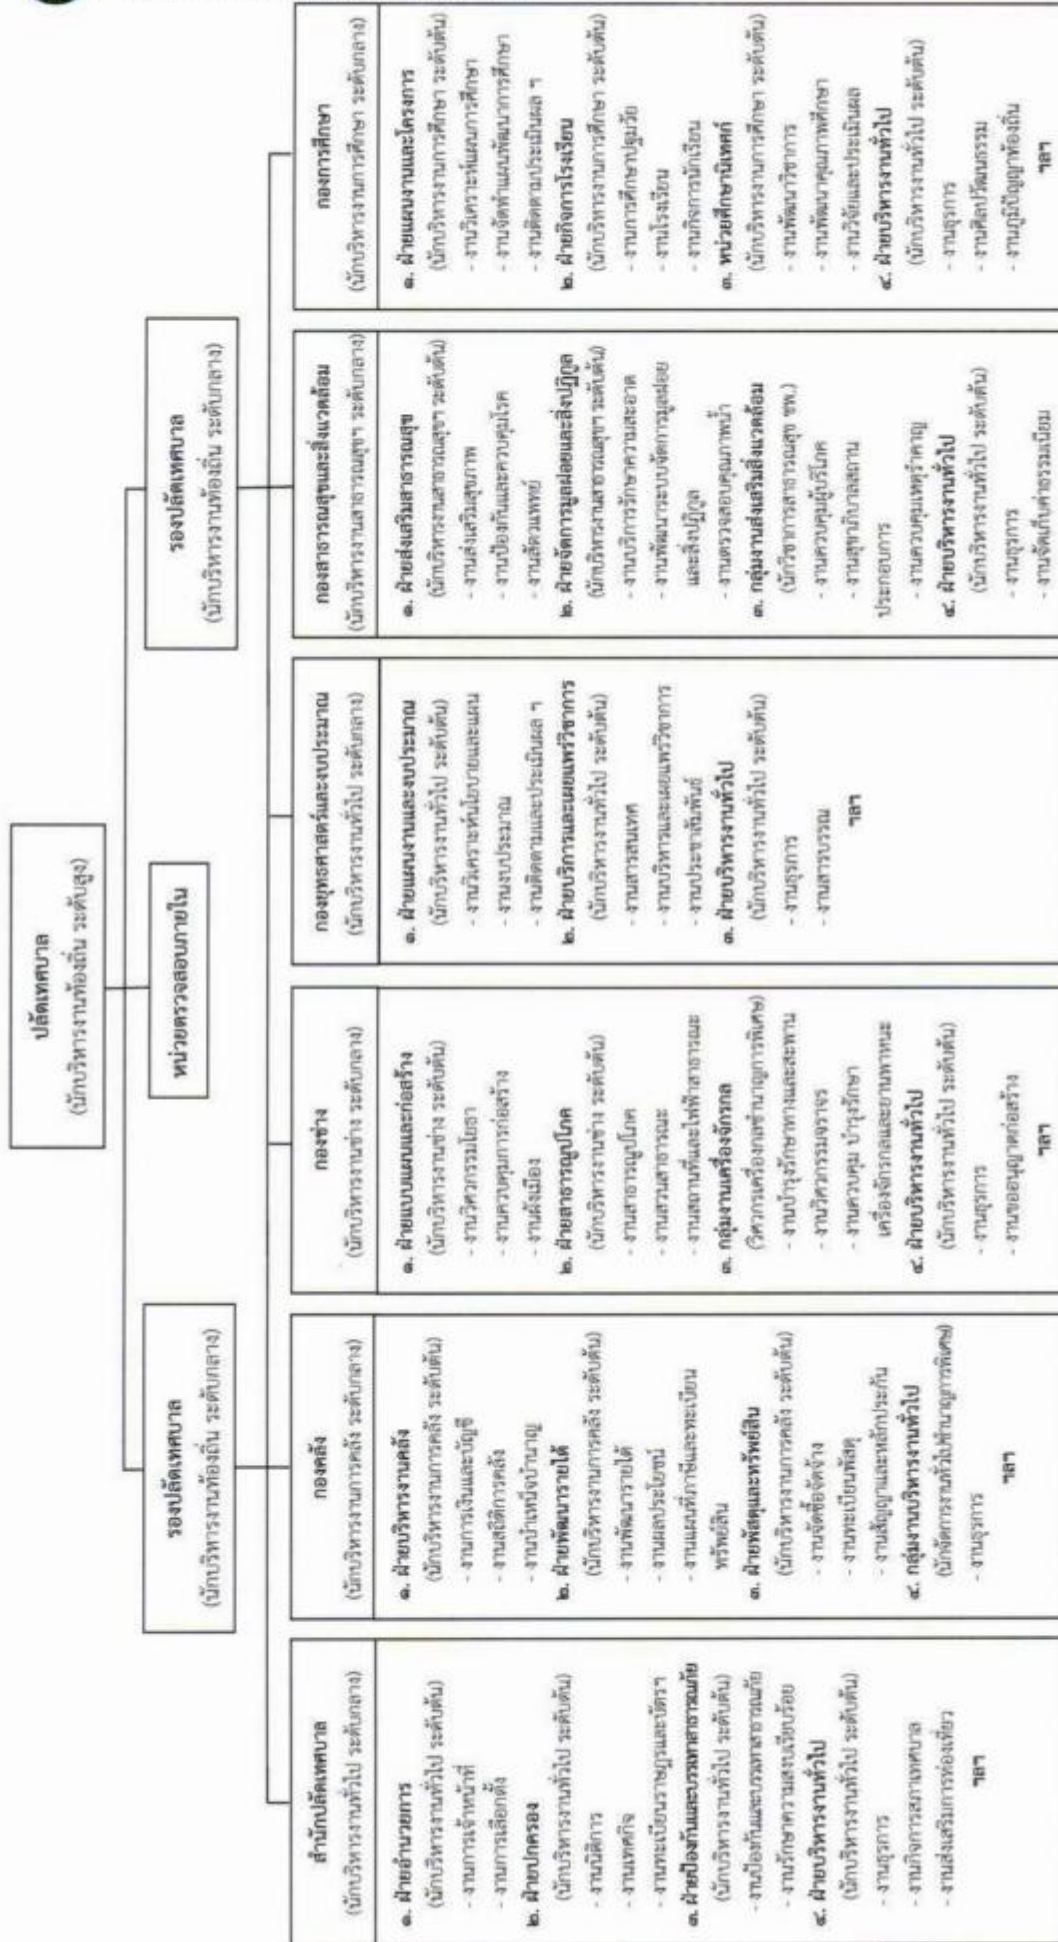 ปลัดเทศบาล
(นักบริหารงานท้องถิ่น ระดับสูง)
หน่วยตรวจสอบภายใน
รองปลัดเทศบาล
(นักบริหารงานท้องถิ่น ระดับกลาง)
รองปลัดเทศบาล
(นักบริหารงานท้องถิ่น ระดับกลาง)
สำนักปลัดเทศบาล
(นักบริหารงานทั่วไป ระดับกลาง)
๑. ฝ่ายอำนวยการ
(นักบริหารงานทั่วไป ระดับต้น)
- งานการเจ้าหน้าที่
- งานการเลือกตั้ง
๒. ฝ่ายปกครอง
(นักบริหารงานทั่วไป ระดับต้น)
- งานนิติการ
- งานเทศกิจ
- งานทะเบียนราษฎรและบัตรฯ
๓. ฝ่ายป้องกันและบรรเทาสาธารณภัย
(นักบริหารงานทั่วไป ระดับต้น)
- งานป้องกันและบรรเทาสาธารณภัย
- งานรักษาความสงบเรียบร้อย
๔. ฝ่ายบริหารงานทั่วไป
(นักบริหารงานทั่วไป ระดับต้น)
- งานธุรการ
- งานกิจการสภาเทศบาล
- งานส่งเสริมการท่องเที่ยว
ฯลฯ
กองคลัง
(นักบริหารงานการคลัง ระดับกลาง)
๑. ฝ่ายบริหารงานคลัง
(นักบริหารงานการคลัง ระดับต้น)
- งานการเงินและบัญชี
- งานสถิติการคลัง
- งานบำเหน็จบำนาญ
๒. ฝ่ายพัฒนารายได้
(นักบริหารงานการคลัง ระดับต้น)
- งานพัฒนารายได้
- งานผลประโยชน์
- งานแผนที่ภาษีและทะเบียน
ทรัพย์สิน
๓. ฝ่ายพัสดุและทรัพย์สิน
(นักบริหารงานการคลัง ระดับต้น)
- งานจัดซื้อจัดจ้าง
- งานทะเบียนพัสดุ
- งานสัญญาและหลักประกัน
๔. กลุ่มงานบริหารงานทั่วไป
(นักจัดการงานทั่วไปชำนาญการพิเศษ)
- งานธุรการ
ฯลฯ
กองช่าง
(นักบริหารงานช่าง ระดับกลาง)
๑. ฝ่ายแบบแผนและก่อสร้าง
(นักบริหารงานช่าง ระดับต้น)
- งานวิศวกรรมโยธา
- งานควบคุมการก่อสร้าง
- งานผังเมือง
๒. ฝ่ายสาธารณูปโภค
(นักบริหารงานช่าง ระดับต้น)
- งานสาธารณูปโภค
- งานสวนสาธารณะ
- งานสถานที่และไฟฟ้าสาธารณะ
๓. กลุ่มงานเครื่องจักรกล
(วิศวกรเครื่องกลชำนาญการพิเศษ)
- งานบำรุงรักษาทางและสะพาน
- งานวิศวกรรมจราจร
- งานควบคุม บำรุงรักษา
เครื่องจักรกลและยานพาหนะ
๔. ฝ่ายบริหารงานทั่วไป
(นักบริหารงานทั่วไป ระดับต้น)
- งานธุรการ
- งานขออนุญาตก่อสร้าง
ฯลฯ
กองยุทธศาสตร์และงบประมาณ
(นักบริหารงานทั่วไป ระดับกลาง)
๑. ฝ่ายแผนงานและงบประมาณ
(นักบริหารงานทั่วไป ระดับต้น)
- งานวิเคราะห์นโยบายและแผน
- งานงบประมาณ
- งานติดตามและประเมินผล ฯ
๒. ฝ่ายบริการและเผยแพร่วิชาการ
(นักบริหารงานทั่วไป ระดับต้น)
- งานสารสนเทศ
- งานบริหารและเผยแพร่วิชาการ
- งานประชาสัมพันธ์
๓. ฝ่ายบริหารงานทั่วไป
(นักบริหารงานทั่วไป ระดับต้น)
- งานธุรการ
- งานสารบรรณ
ฯลฯ
กองสาธารณสุขและสิ่งแวดล้อม
(นักบริหารงานสาธารณสุขฯ ระดับกลาง)
๑. ฝ่ายส่งเสริมสาธารณสุข
(นักบริหารงานสาธารณสุขฯ ระดับต้น)
- งานส่งเสริมสุขภาพ
- งานป้องกันและควบคุมโรค
- งานสัตวแพทย์
๒. ฝ่ายจัดการมูลฝอยและสิ่งปฏิกูล
(นักบริหารงานสาธารณสุขฯ ระดับต้น)
- งานบริการรักษาความสะอาด
- งานพัฒนาระบบจัดการมูลฝอย
และสิ่งปฏิกูล
- งานตรวจสอบคุณภาพน้ำ
๓. กลุ่มงานส่งเสริมสิ่งแวดล้อม
(นักวิชาการสาธารณสุข ชพ.)
- งานควบคุมผู้บริโภค
- งานสุขาภิบาลสถาน
ประกอบการ
- งานควบคุมเหตุรำคาญ
๔. ฝ่ายบริหารงานทั่วไป
(นักบริหารงานทั่วไป ระดับต้น)
- งานธุรการ
- งานจัดเก็บค่าธรรมเนียม
กองการศึกษา
(นักบริหารงานการศึกษา ระดับกลาง)
๑. ฝ่ายแผนงานและโครงการ
(นักบริหารงานการศึกษา ระดับต้น)
- งานวิเคราะห์แผนการศึกษา
- งานจัดทำแผนพัฒนาการศึกษา
- งานติดตามประเมินผล ฯ
๒. ฝ่ายกิจการโรงเรียน
(นักบริหารงานการศึกษา ระดับต้น)
- งานการศึกษาปฐมวัย
- งานโรงเรียน
- งานกิจการนักเรียน
๓. หน่วยศึกษานิเทศก์
(นักบริหารงานการศึกษา ระดับต้น)
- งานพัฒนาวิชาการ
- งานพัฒนาคุณภาพศึกษา
- งานวิจัยและประเมินผล
๔. ฝ่ายบริหารงานทั่วไป
(นักบริหารงานทั่วไป ระดับต้น)
- งานธุรการ
- งานศิลปวัฒนธรรม
- งานภูมิปัญญาท้องถิ่น
ฯลฯ